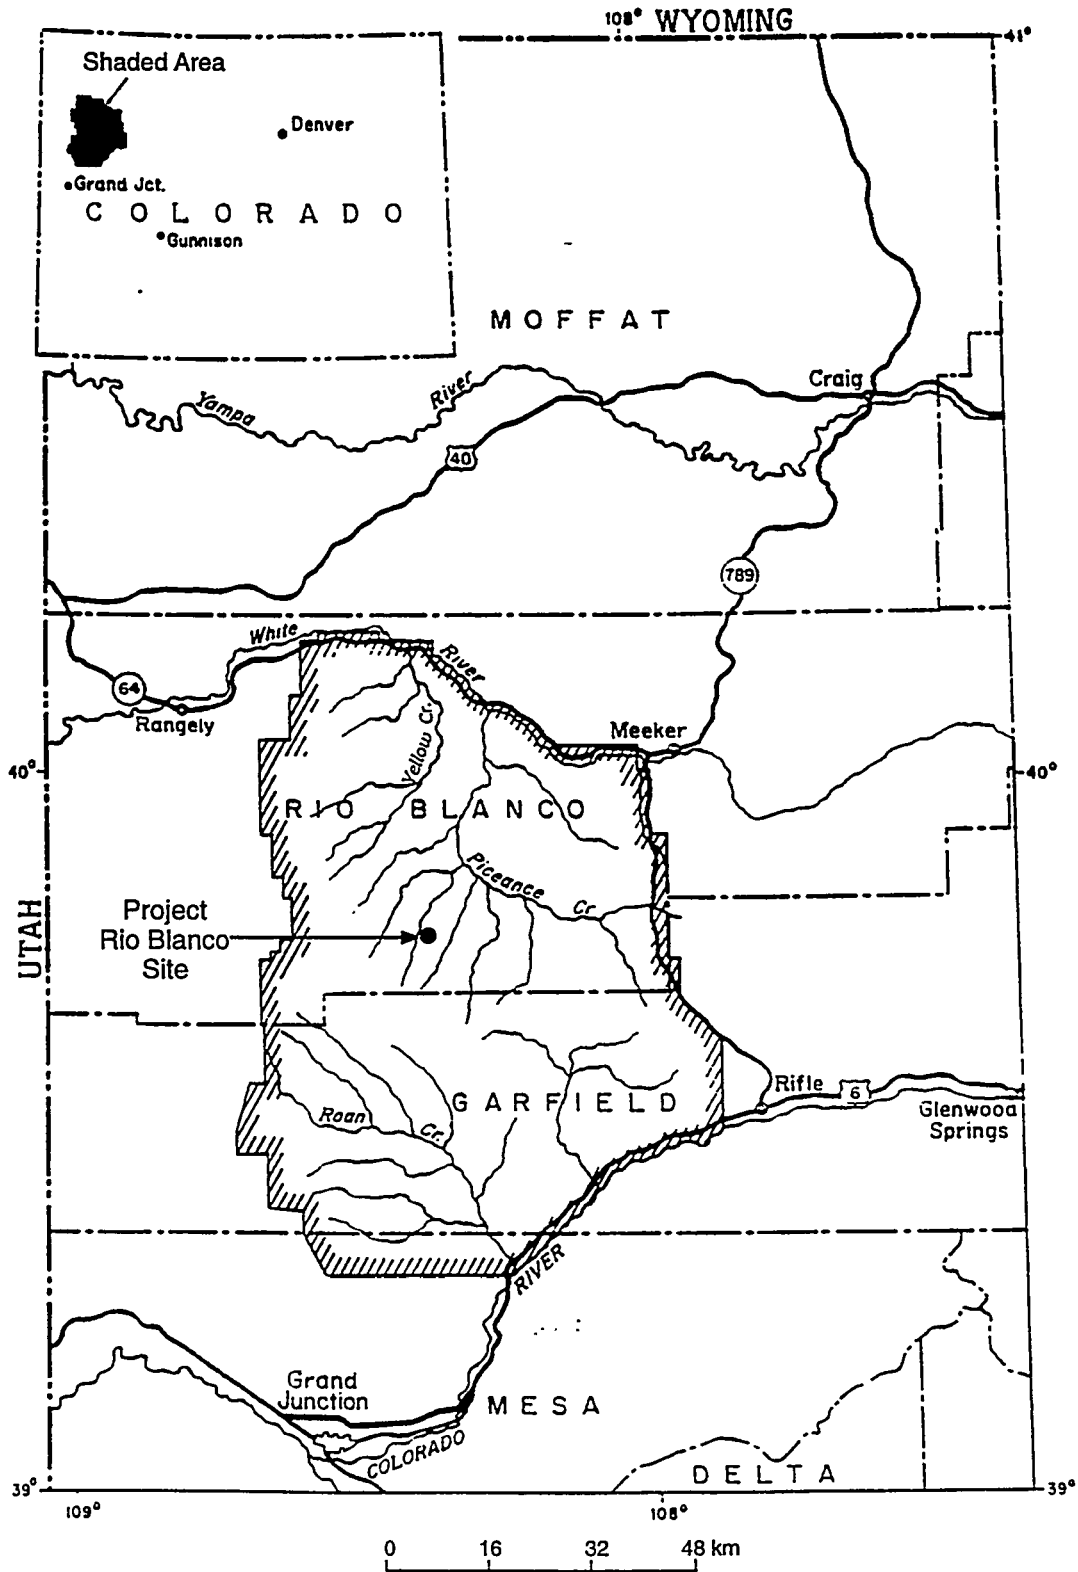 108° WYOMING
41°
Shaded Area
Denver
Grand Jct.
COLORADO
Gunnison
MOFFAT
Craig
Yampa
River
40
789
White
River
64
Rangely
Meeker
Yellow Cr.
40°
40°
RIO BLANCO
Piceance
Cr
UTAH
Project
Rio Blanco
Site
Rifle
6
GARFIELD
Glenwood
Springs
Roan
Cr.
RIVER
Grand
Junction
MESA
COLORADO
DELTA
39°
39°
109°
108°
0 16 32 48 km